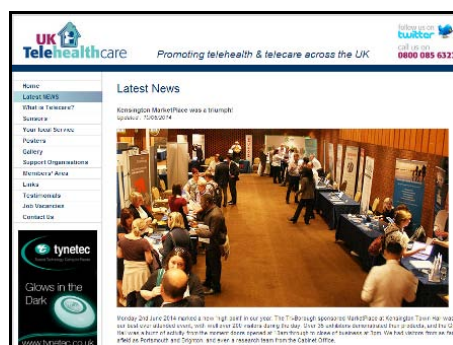 UK
Telehealthcare
Promoting telehealth & telecare across the UK
follow us on
twitter
call us on
0800 085 632
Home
Latest NEWS
What is Telecare?
Sensors
Your local Service
Posters
Gallery
Support Organisations
Members' Area
Links
Testimonials
Job Vacancies
Contact Us
Latest News
Kensington MarketPlace was a triumph!
Updated :
tynetec
Glows in the
Dark
www.tynetec.co.uk
Monday 2nd June 2014 marked a new high point in our year. The Tri-Borough sponsored MarketPlace at Kensington Town Hall was
our best ever attended event, with well over 200 visitors during the day. Over 35 exhibitors demonstrated their products, and the
Hall was a hum of activity from the moment doors opened at 10am through to close of business at 3pm. We had visitors from as far
afield as Portsmouth and Brighton, and even a research team from the Cabinet Office.